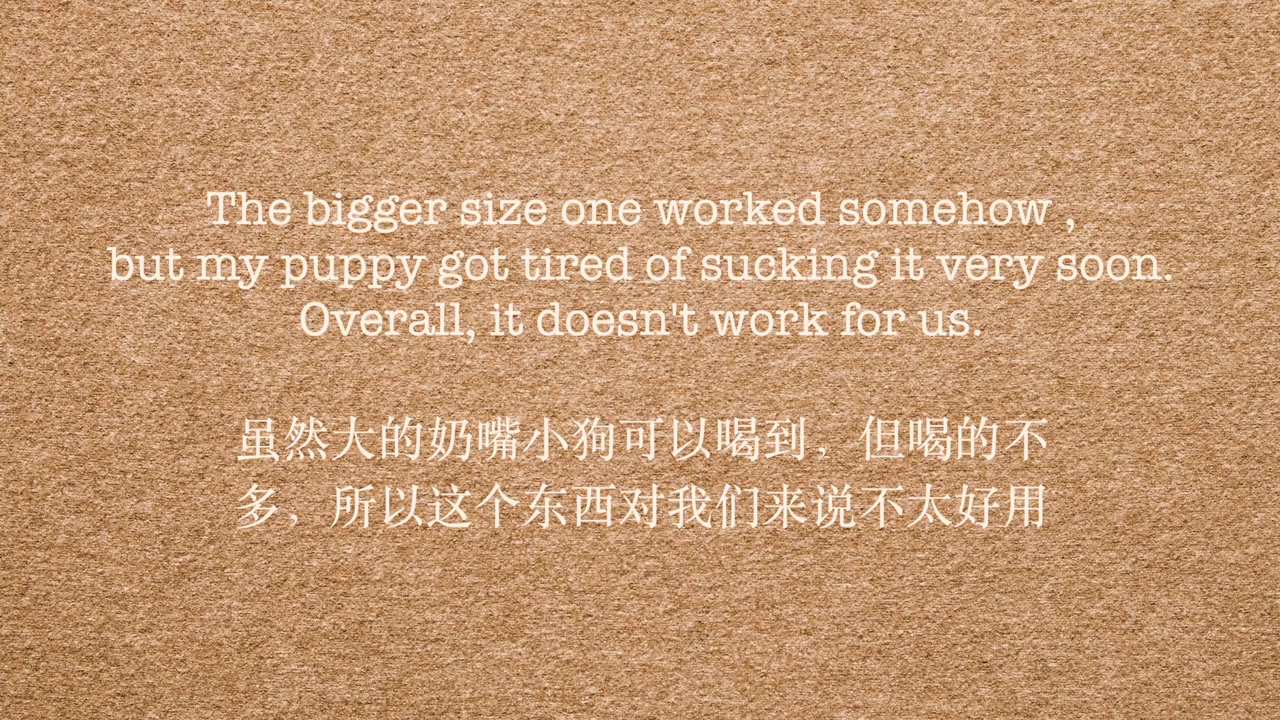 The bigger size one worked somehow ,
but my puppy got tired of sucking it very soon.
Overall, it doesn't work for us.
虽然大的奶嘴小狗可以喝到，但喝的不
多，所以这个东西对我们来说不太好用